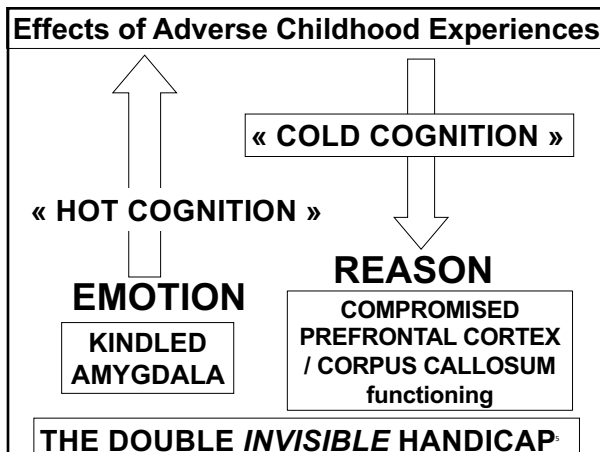 Effects of Adverse Childhood Experiences
« COLD COGNITION »
« HOT COGNITION »
REASON
EMOTION
COMPROMISED
PREFRONTAL CORTEX
/ CORPUS CALLOSUM
functioning
KINDLED
AMYGDALA
THE DOUBLE INVISIBLE HANDICAP
5